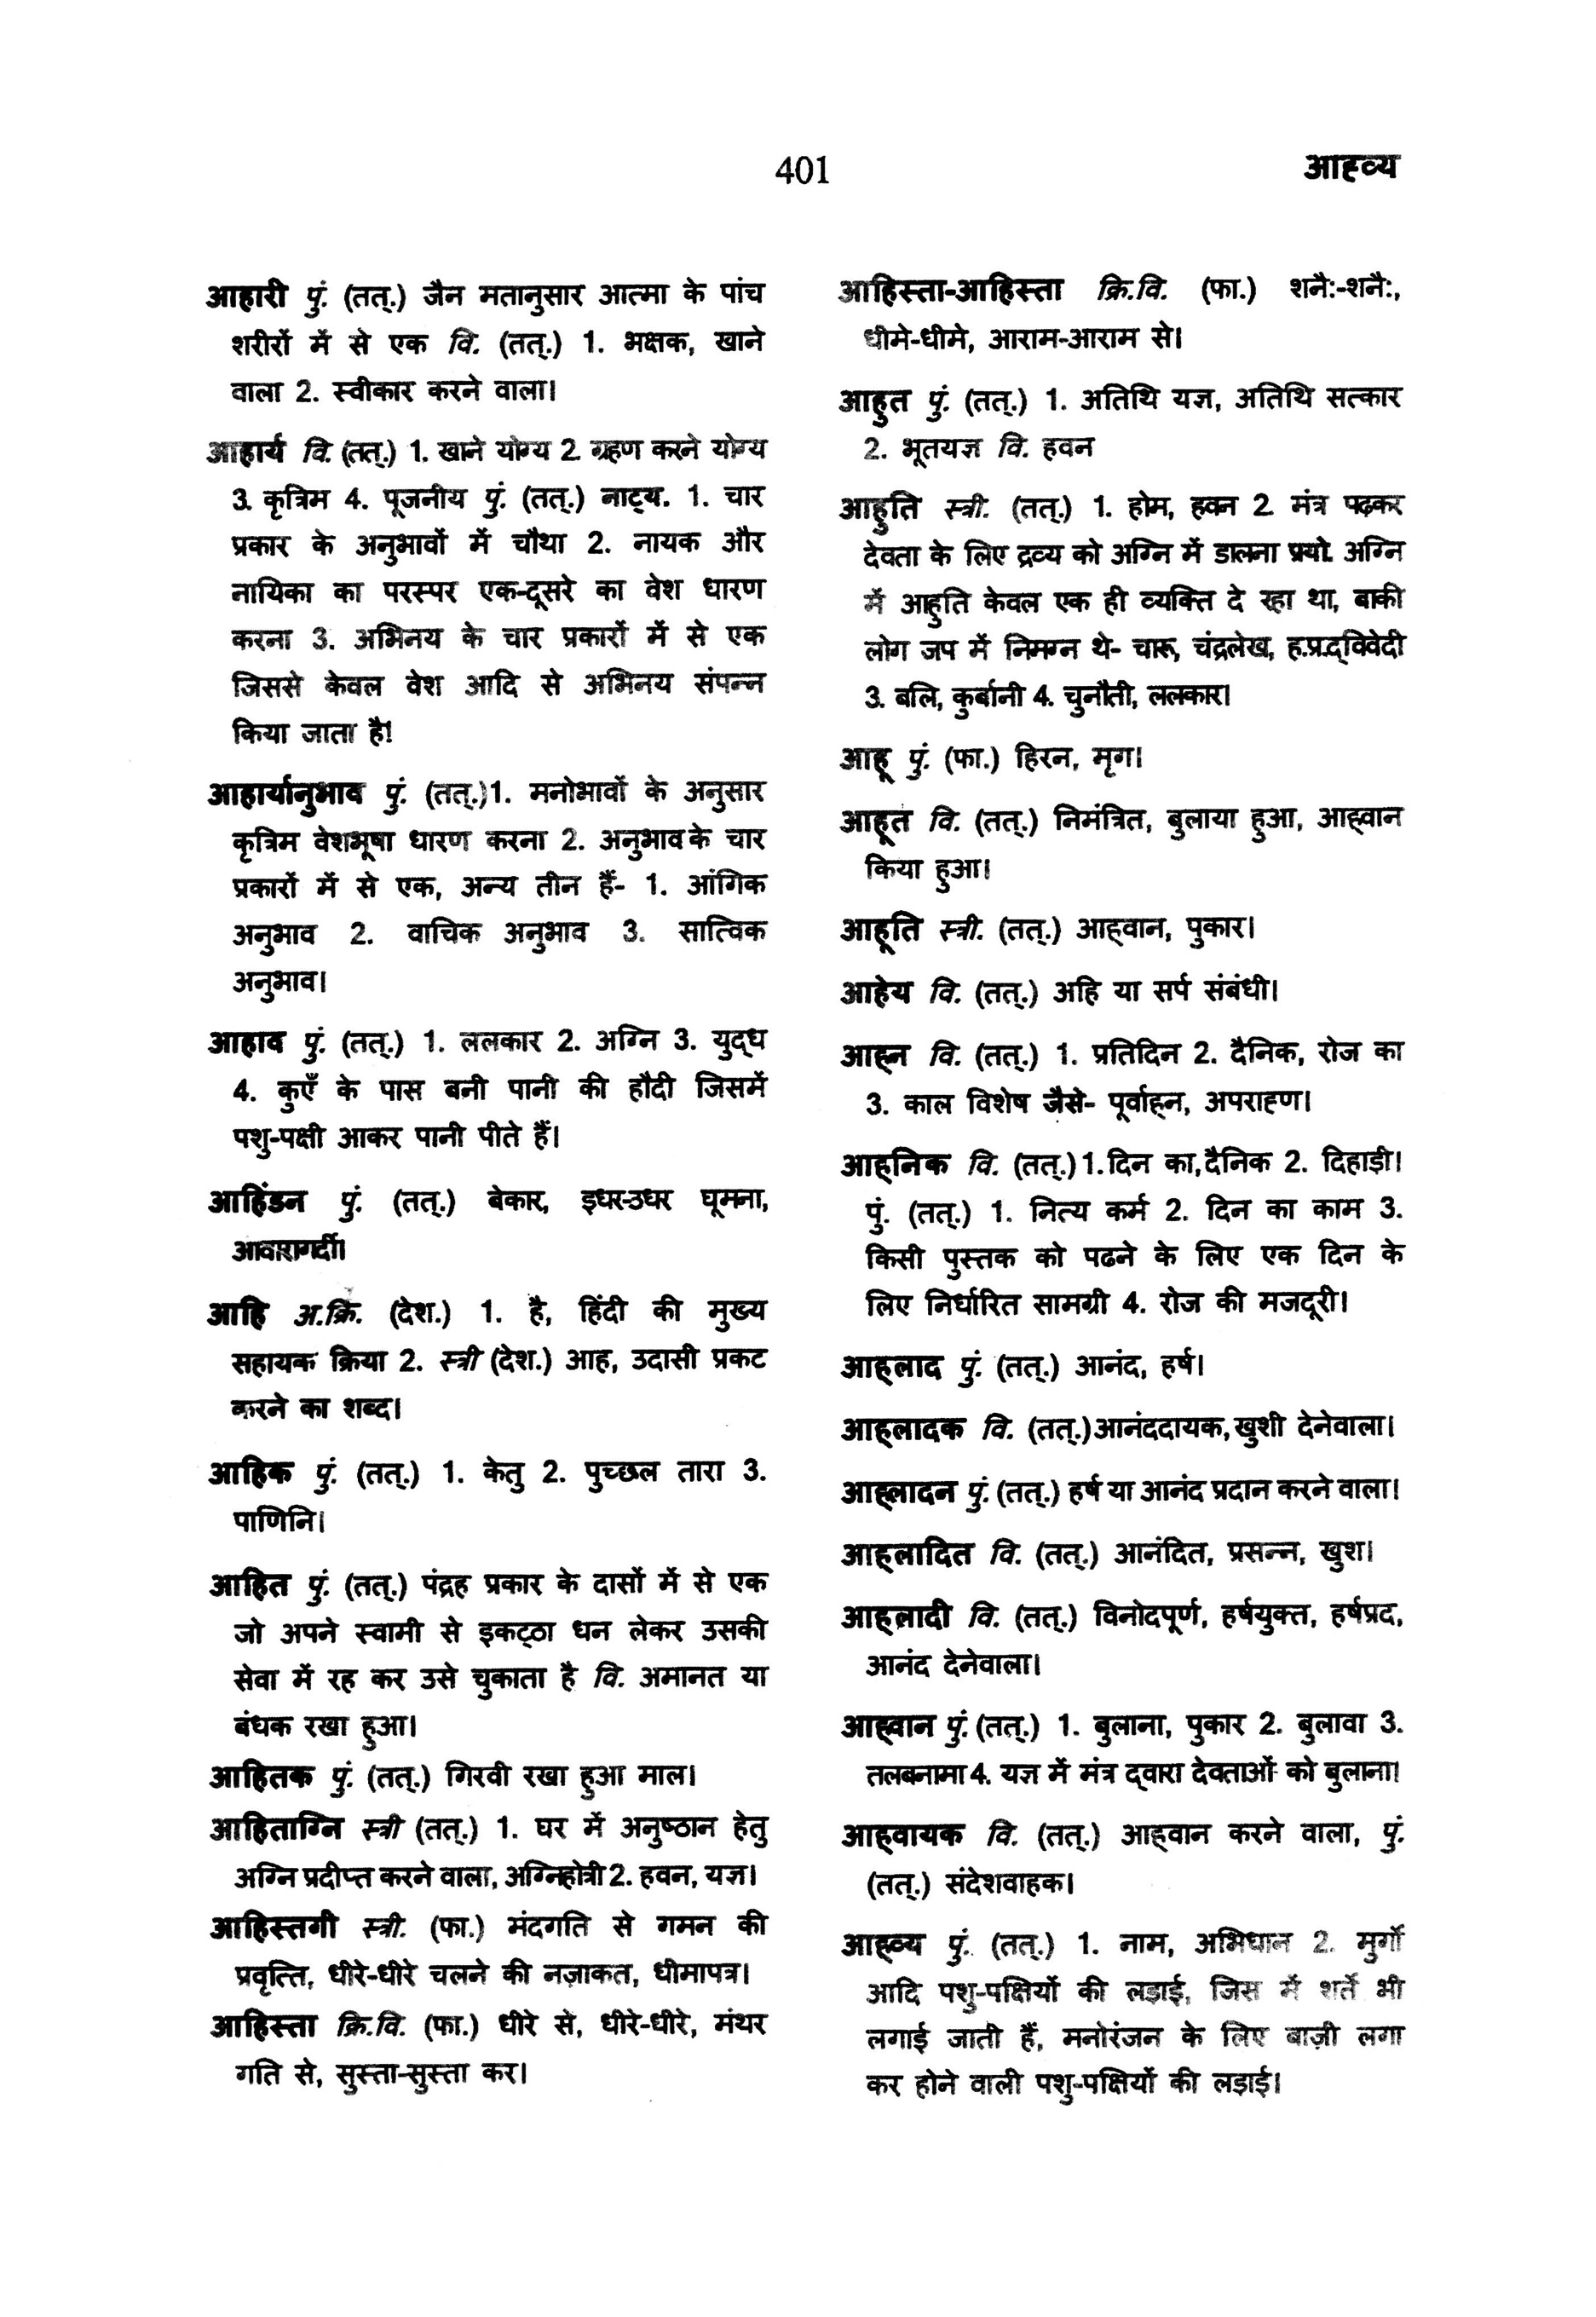 401
आह्व्य
आहारी पुं. (तत्.) जैन मतानुसार आत्मा के पांच
शरीरों में से एक वि. (तत्.) 1. भक्षक, खाने
वाला 2. स्वीकार करने वाला।
आहार्य वि. (तत्.) 1. खाने योग्य 2. ग्रहण करने योग्य
3. कृत्रिम 4. पूजनीय पुं. (तत्.) नाट्य. 1. चार
प्रकार के अनुभावों में चौथा 2. नायक और
नायिका का परस्पर एक-दूसरे का वेश धारण
करना 3. अभिनय के चार प्रकारों में से एक
जिससे केवल वेश आदि से अभिनय संपन्न
किया जाता है।
आहार्यानुभाव पुं. (तत्.)1. मनोभावों के अनुसार
कृत्रिम वेशभूषा धारण करना 2. अनुभाव के चार
प्रकारों में से एक, अन्य तीन हैं- 1. आंगिक
अनुभाव 2. वाचिक अनुभाव 3. सात्विक
अनुभाव।
आहाव पुं. (तत्.) 1. ललकार 2. अग्नि 3. युद्ध
4. कुएँ के पास बनी पानी की हौदी जिसमें
पशु-पक्षी आकर पानी पीते हैं।
आहिंडन पुं. (तत्.) बेकार, इधर-उधर घूमना,
आवारागर्दी।
आहि अ.क्रि. (देश.) 1. है, हिंदी की मुख्य
सहायक क्रिया 2. स्त्री (देश.) आह, उदासी प्रकट
करने का शब्द।
आहिक पुं. (तत्.) 1. केतु 2. पुच्छल तारा 3.
पाणिनि।
आहित पुं. (तत्.) पंद्रह प्रकार के दासों में से एक
जो अपने स्वामी से इकट्ठा धन लेकर उसकी
सेवा में रह कर उसे चुकाता है वि. अमानत या
बंधक रखा हुआ।
आहितक पुं. (तत्.) गिरवी रखा हुआ माल।
आहिताग्नि स्त्री (तत्.) 1. घर में अनुष्ठान हेतु
अग्नि प्रदीप्त करने वाला, अग्निहोत्री 2. हवन, यज्ञ।
आहिस्तगी स्त्री. (फा.) मंदगति से गमन की
प्रवृत्ति, धीरे-धीरे चलने की नज़ाकत, धीमापत्र।
आहिस्ता क्रि.वि. (फा.) धीरे से, धीरे-धीरे, मंथर
गति से, सुस्ता-सुस्ता कर।
आहिस्ता-आहिस्ता क्रि.वि. (फा.) शनै:-शनै:,
धीमे-धीमे, आराम-आराम से।
आहुत पुं. (तत्.) 1. अतिथि यज्ञ, अतिथि सत्कार
2. भूतयज्ञ वि. हवन
आहुति स्त्री. (तत्.) 1. होम, हवन 2. मंत्र पढ़कर
देवता के लिए द्रव्य को अग्नि में डालना प्रयो. अग्नि
में आहुति केवल एक ही व्यक्ति दे रहा था, बाकी
लोग जप में निमग्न थे- चारू, चंद्रलेख, ह.प्र.द्विवेदी
3. बलि, कुर्बानी 4. चुनौती, ललकार।
आहू पुं. (फा.) हिरन, मृग।
आहूत वि. (तत्.) निमंत्रित, बुलाया हुआ, आह्वान
किया हुआ।
आहूति स्त्री. (तत्.) आह्वान, पुकार।
आहेय वि. (तत्.) अहि या सर्प संबंधी।
आह्न वि. (तत्.) 1. प्रतिदिन 2. दैनिक, रोज का
3. काल विशेष जैसे- पूर्वाह्न, अपराह्ण।
आह्निक वि. (तत्.)1.दिन का,दैनिक 2. दिहाड़ी।
पुं. (तत्.) 1. नित्य कर्म 2. दिन का काम 3.
किसी पुस्तक को पढने के लिए एक दिन के
लिए निर्धारित सामग्री 4. रोज की मजदूरी।
आह्लाद पुं. (तत्.) आनंद, हर्ष।
आह्लादक वि. (तत्.)आनंददायक,खुशी देनेवाला।
आह्लादन पुं. (तत्.) हर्ष या आनंद प्रदान करने वाला।
आह्लादित वि. (तत्.) आनंदित, प्रसन्न, खुश।
आह्लादी वि. (तत्.) विनोदपूर्ण, हर्षयुक्त, हर्षप्रद,
आनंद देनेवाला।
आह्वान पुं. (तत्.) 1. बुलाना, पुकार 2. बुलावा 3.
तलबनामा 4. यज्ञ में मंत्र द्वारा देवताओं को बुलाना।
आह्वायक वि. (तत्.) आह्वान करने वाला, पुं.
(तत्.) संदेशवाहक।
आह्व्य पुं. (तत्.) 1. नाम, अभिधान 2. मुर्गों
आदि पशु-पक्षियों की लड़ाई, जिस में शर्ते भी
लगाई जाती हैं, मनोरंजन के लिए बाज़ी लगा
कर होने वाली पशु-पक्षियों की लड़ाई।